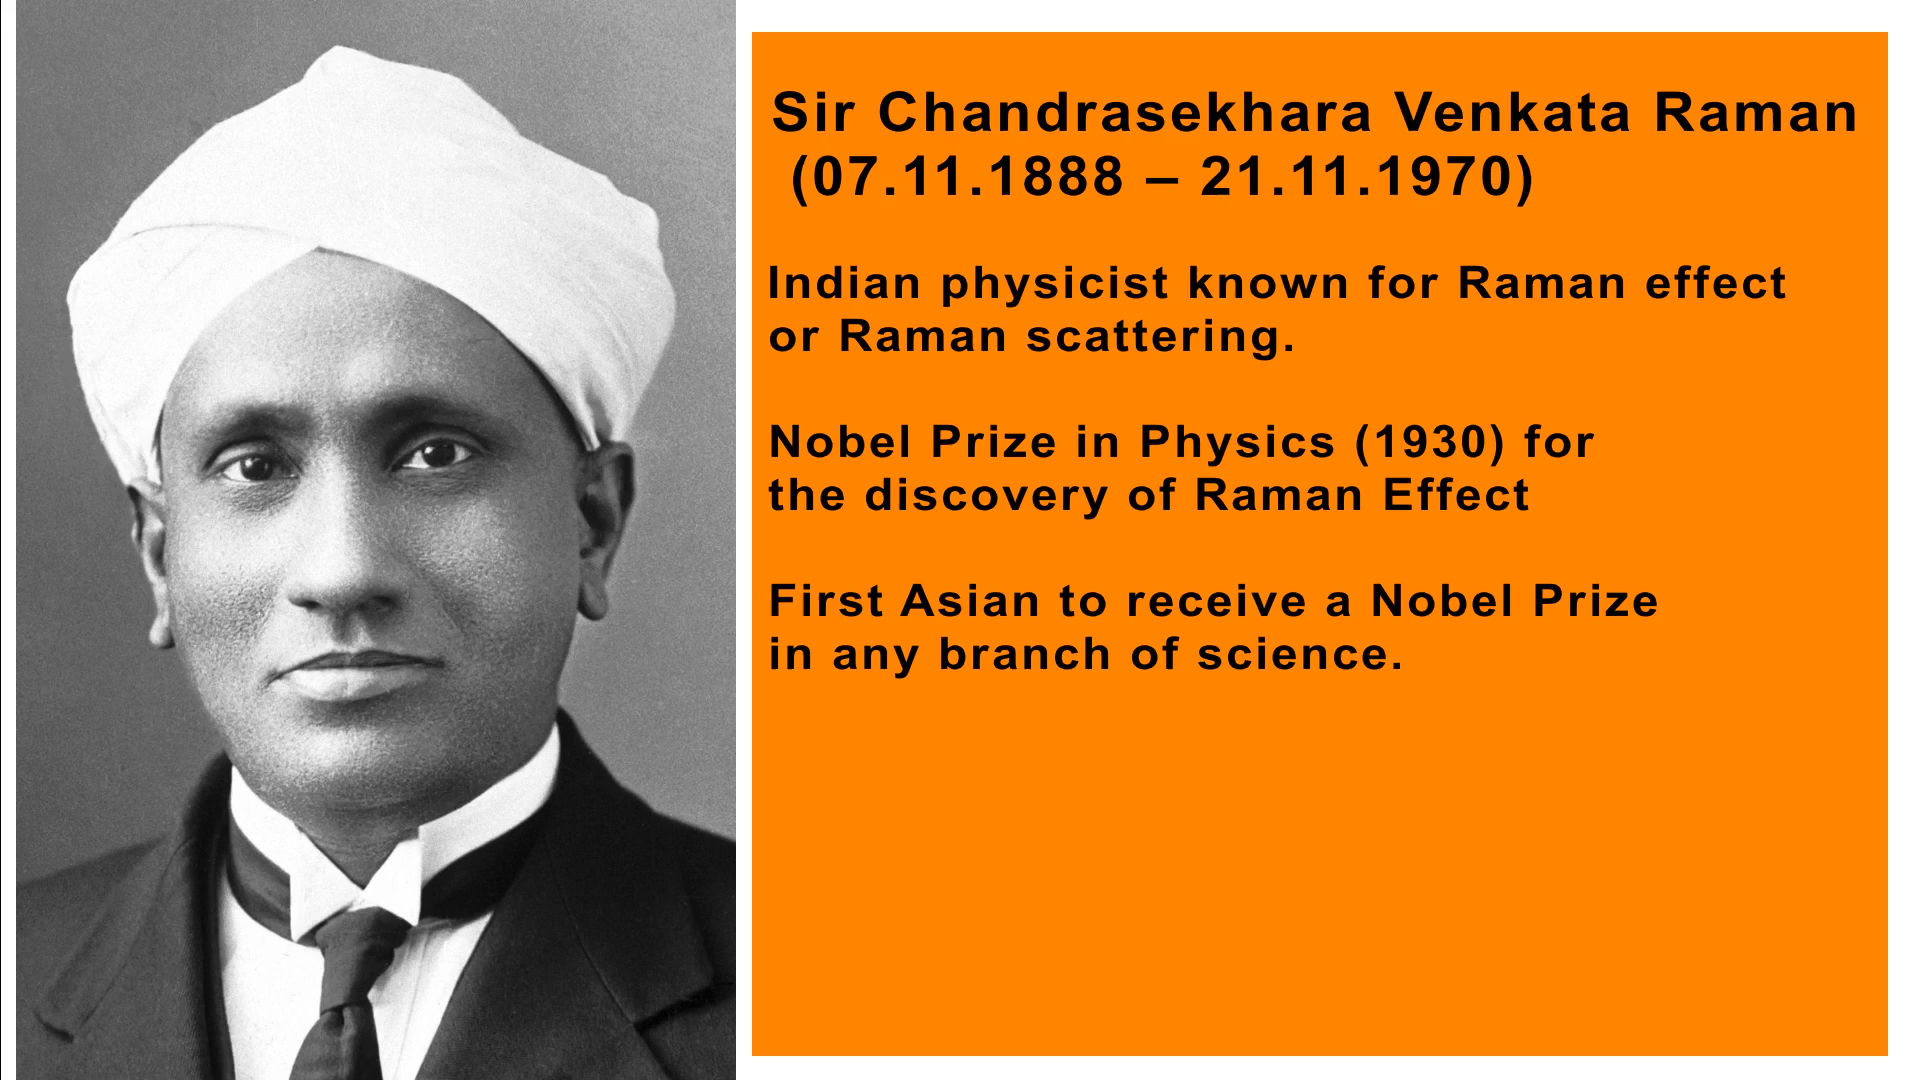 Sir Chandrasekhara Venkata Raman
(07.11.1888 – 21.11.1970)
Indian physicist known for Raman effect
or Raman scattering.
Nobel Prize in Physics (1930) for
the discovery of Raman Effect
First Asian to receive a Nobel Prize
in any branch of science.